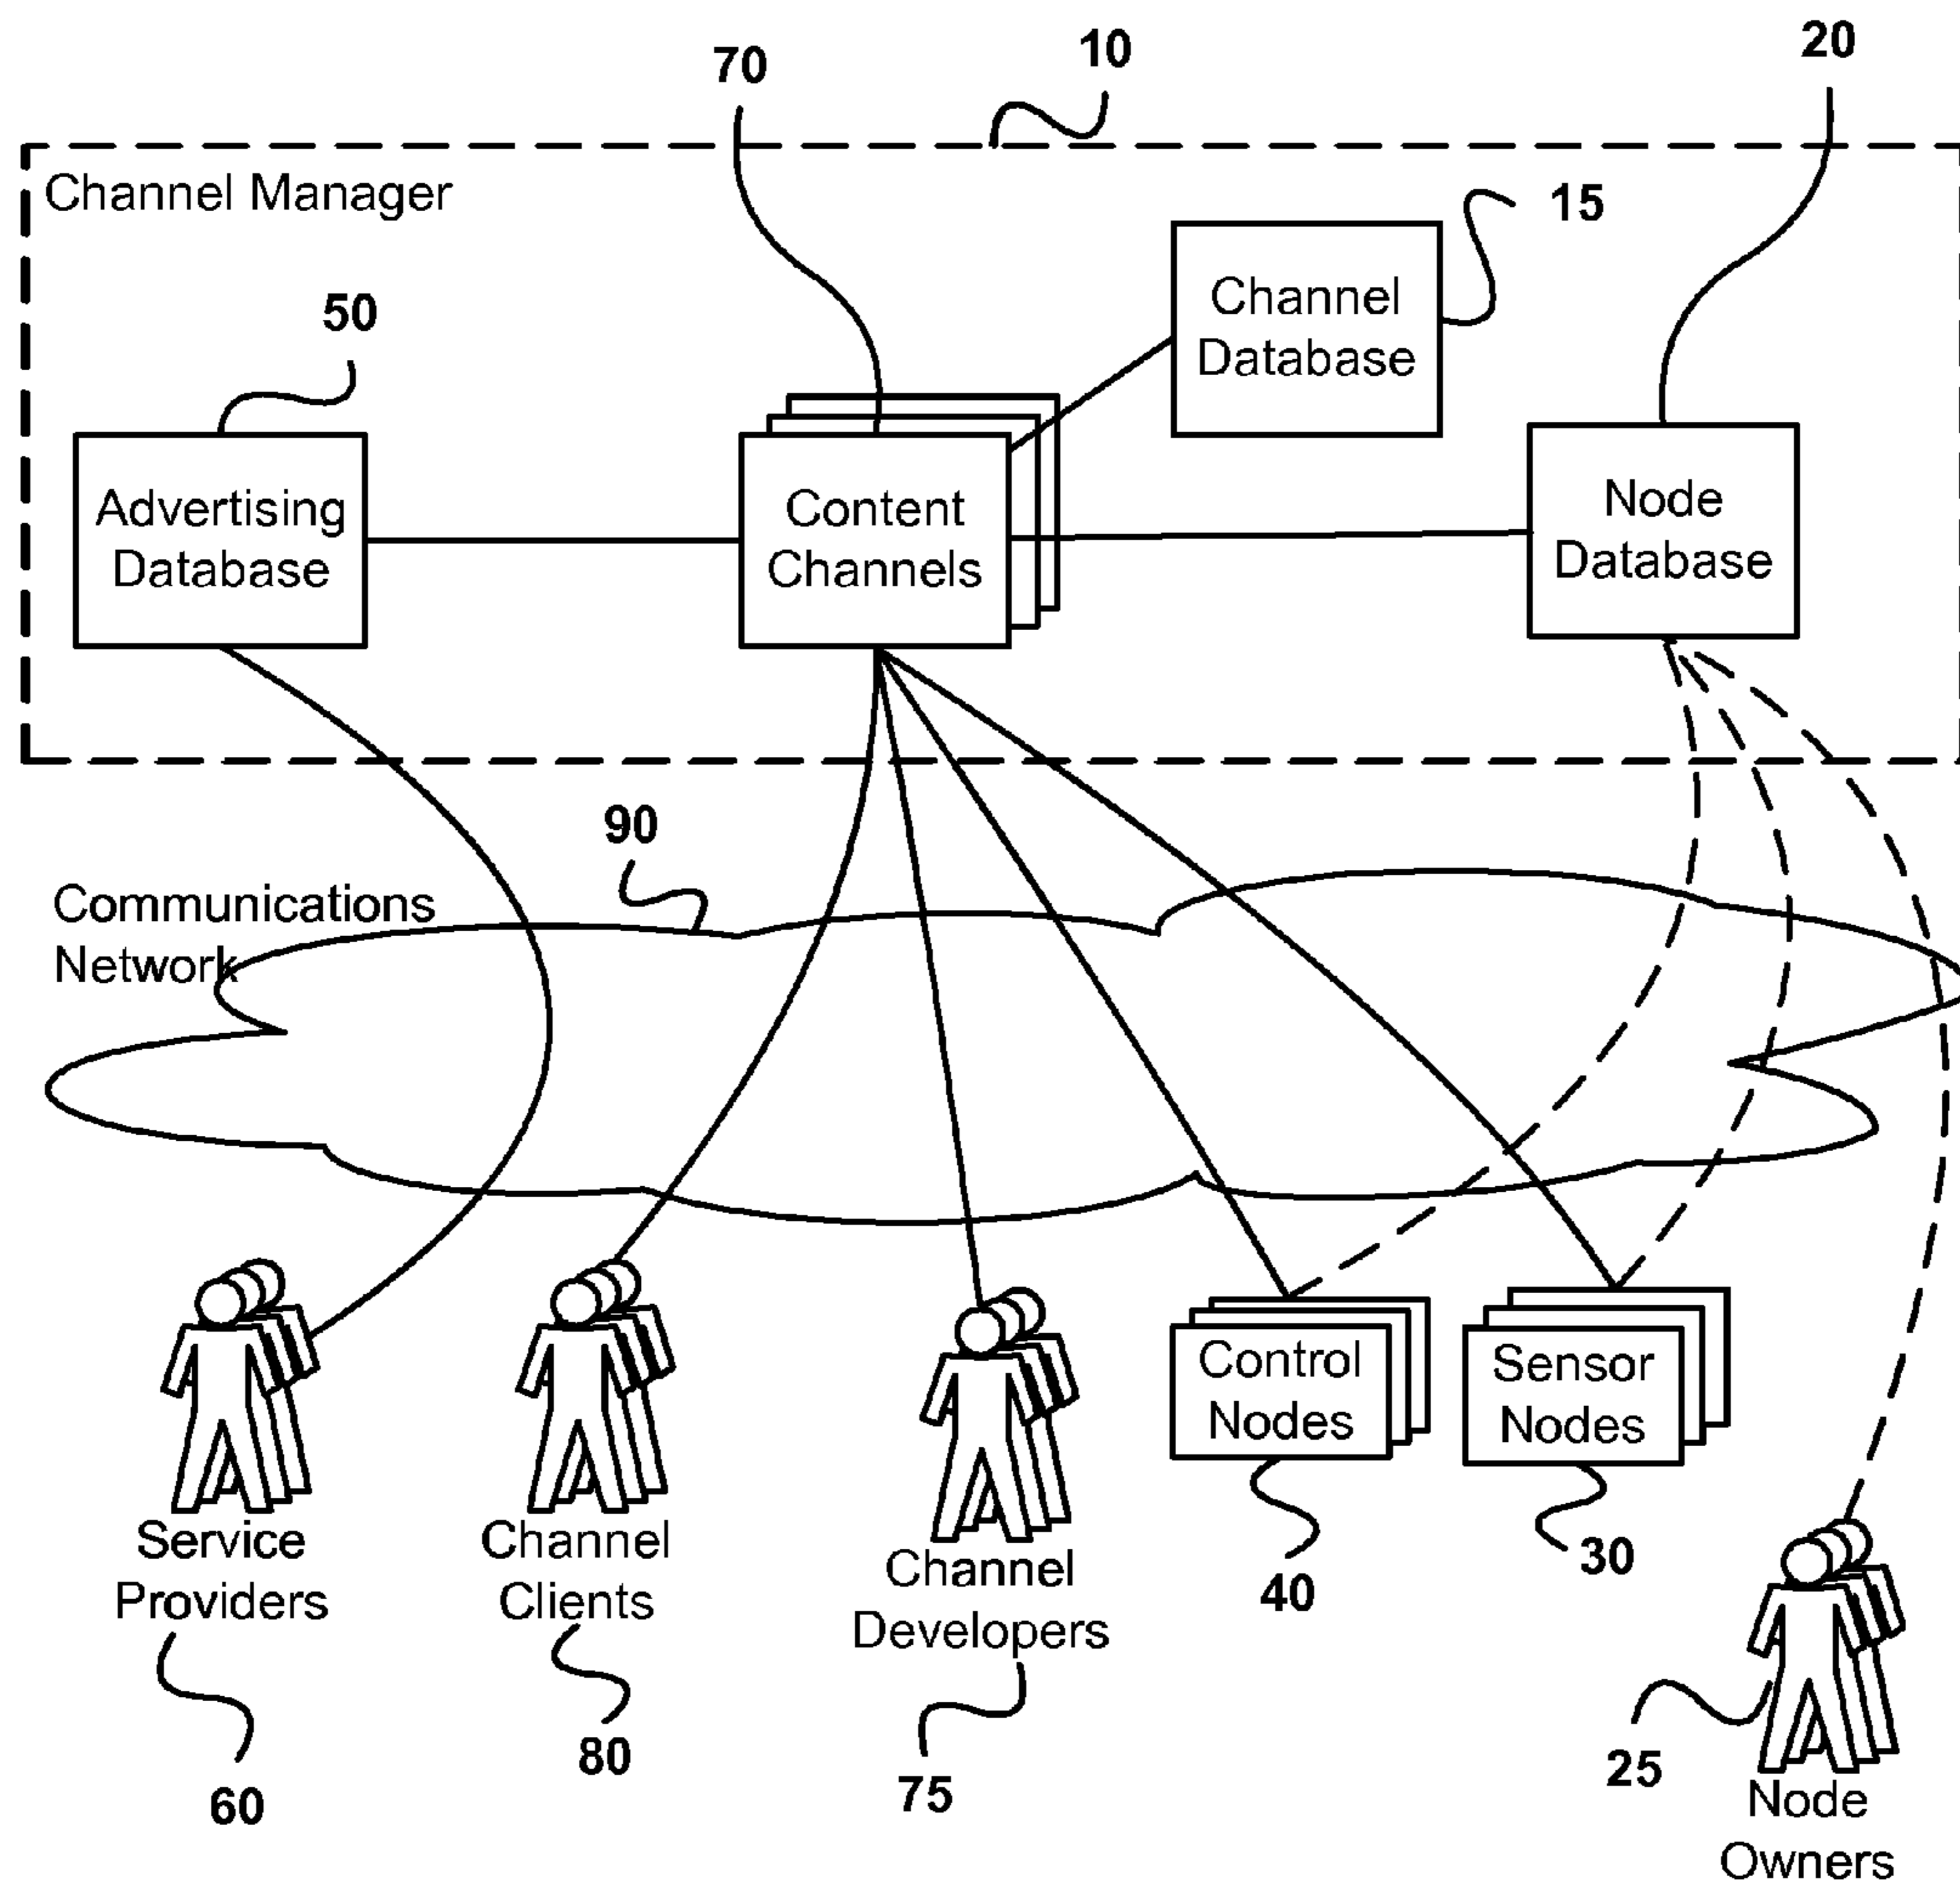 70
10
20
Channel Manager
15
50
Channel
Database
Advertising
Database
Content
Channels
Node
Database
90
Communications
Network
Control
Nodes
Sensor
Nodes
Service
Providers
Channel
Clients
Channel
Developers
40
30
60
80
75
25
Node
Owners